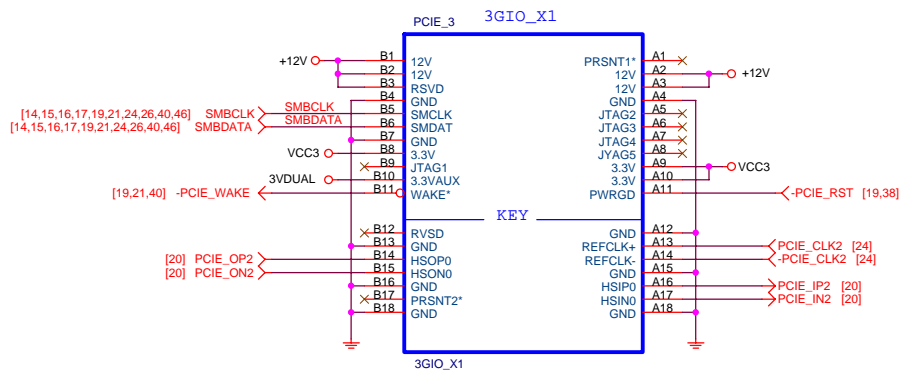 PCIE_3 3GIO_X1
+12V B1 12V PRSNT1* A1
B2 12V 12V A2 +12V
B3 RSVD 12V A3
B4 GND GND A4
[14,15,16,17,19,21,24,26,40,46] SMBCLK SMBCLK B5 SMCLK JTAG2 A5
[14,15,16,17,19,21,24,26,40,46] SMBDATA SMBDATA B6 SMDAT JTAG3 A6
B7 GND JTAG4 A7
VCC3 B8 3.3V JYAG5 A8
B9 JTAG1 3.3V A9 VCC3
3VDUAL B10 3.3VAUX 3.3V A10
[19,21,40] -PCIE_WAKE B11 WAKE* PWRGD A11 -PCIE_RST [19,38]
KEY
B12 RVSD GND A12
B13 GND REFCLK+ A13 PCIE_CLK2 [24]
[20] PCIE_OP2 B14 HSOP0 REFCLK- A14 -PCIE_CLK2 [24]
[20] PCIE_ON2 B15 HSON0 GND A15
B16 GND HSIP0 A16 PCIE_IP2 [20]
B17 PRSNT2* HSIN0 A17 PCIE_IN2 [20]
B18 GND GND A18
3GIO_X1